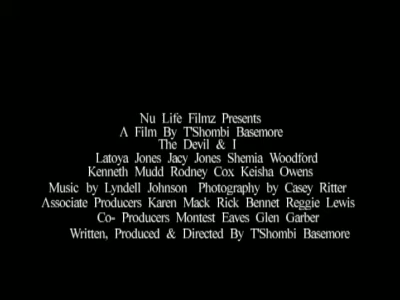 Nu Life Filmz Presents
A Film By T'Shombi Basemore
The Devil & I
Latoya Jones Jacy Jones Shemia Woodford
Kenneth Mudd Rodney Cox Keisha Owens
Music by Lyndell Johnson Photography by Casey Ritter
Associate Producers Karen Mack Rick Bennet Reggie Lewis
Co- Producers Montest Eaves Glen Garber
Written, Produced & Directed By T'Shombi Basemore